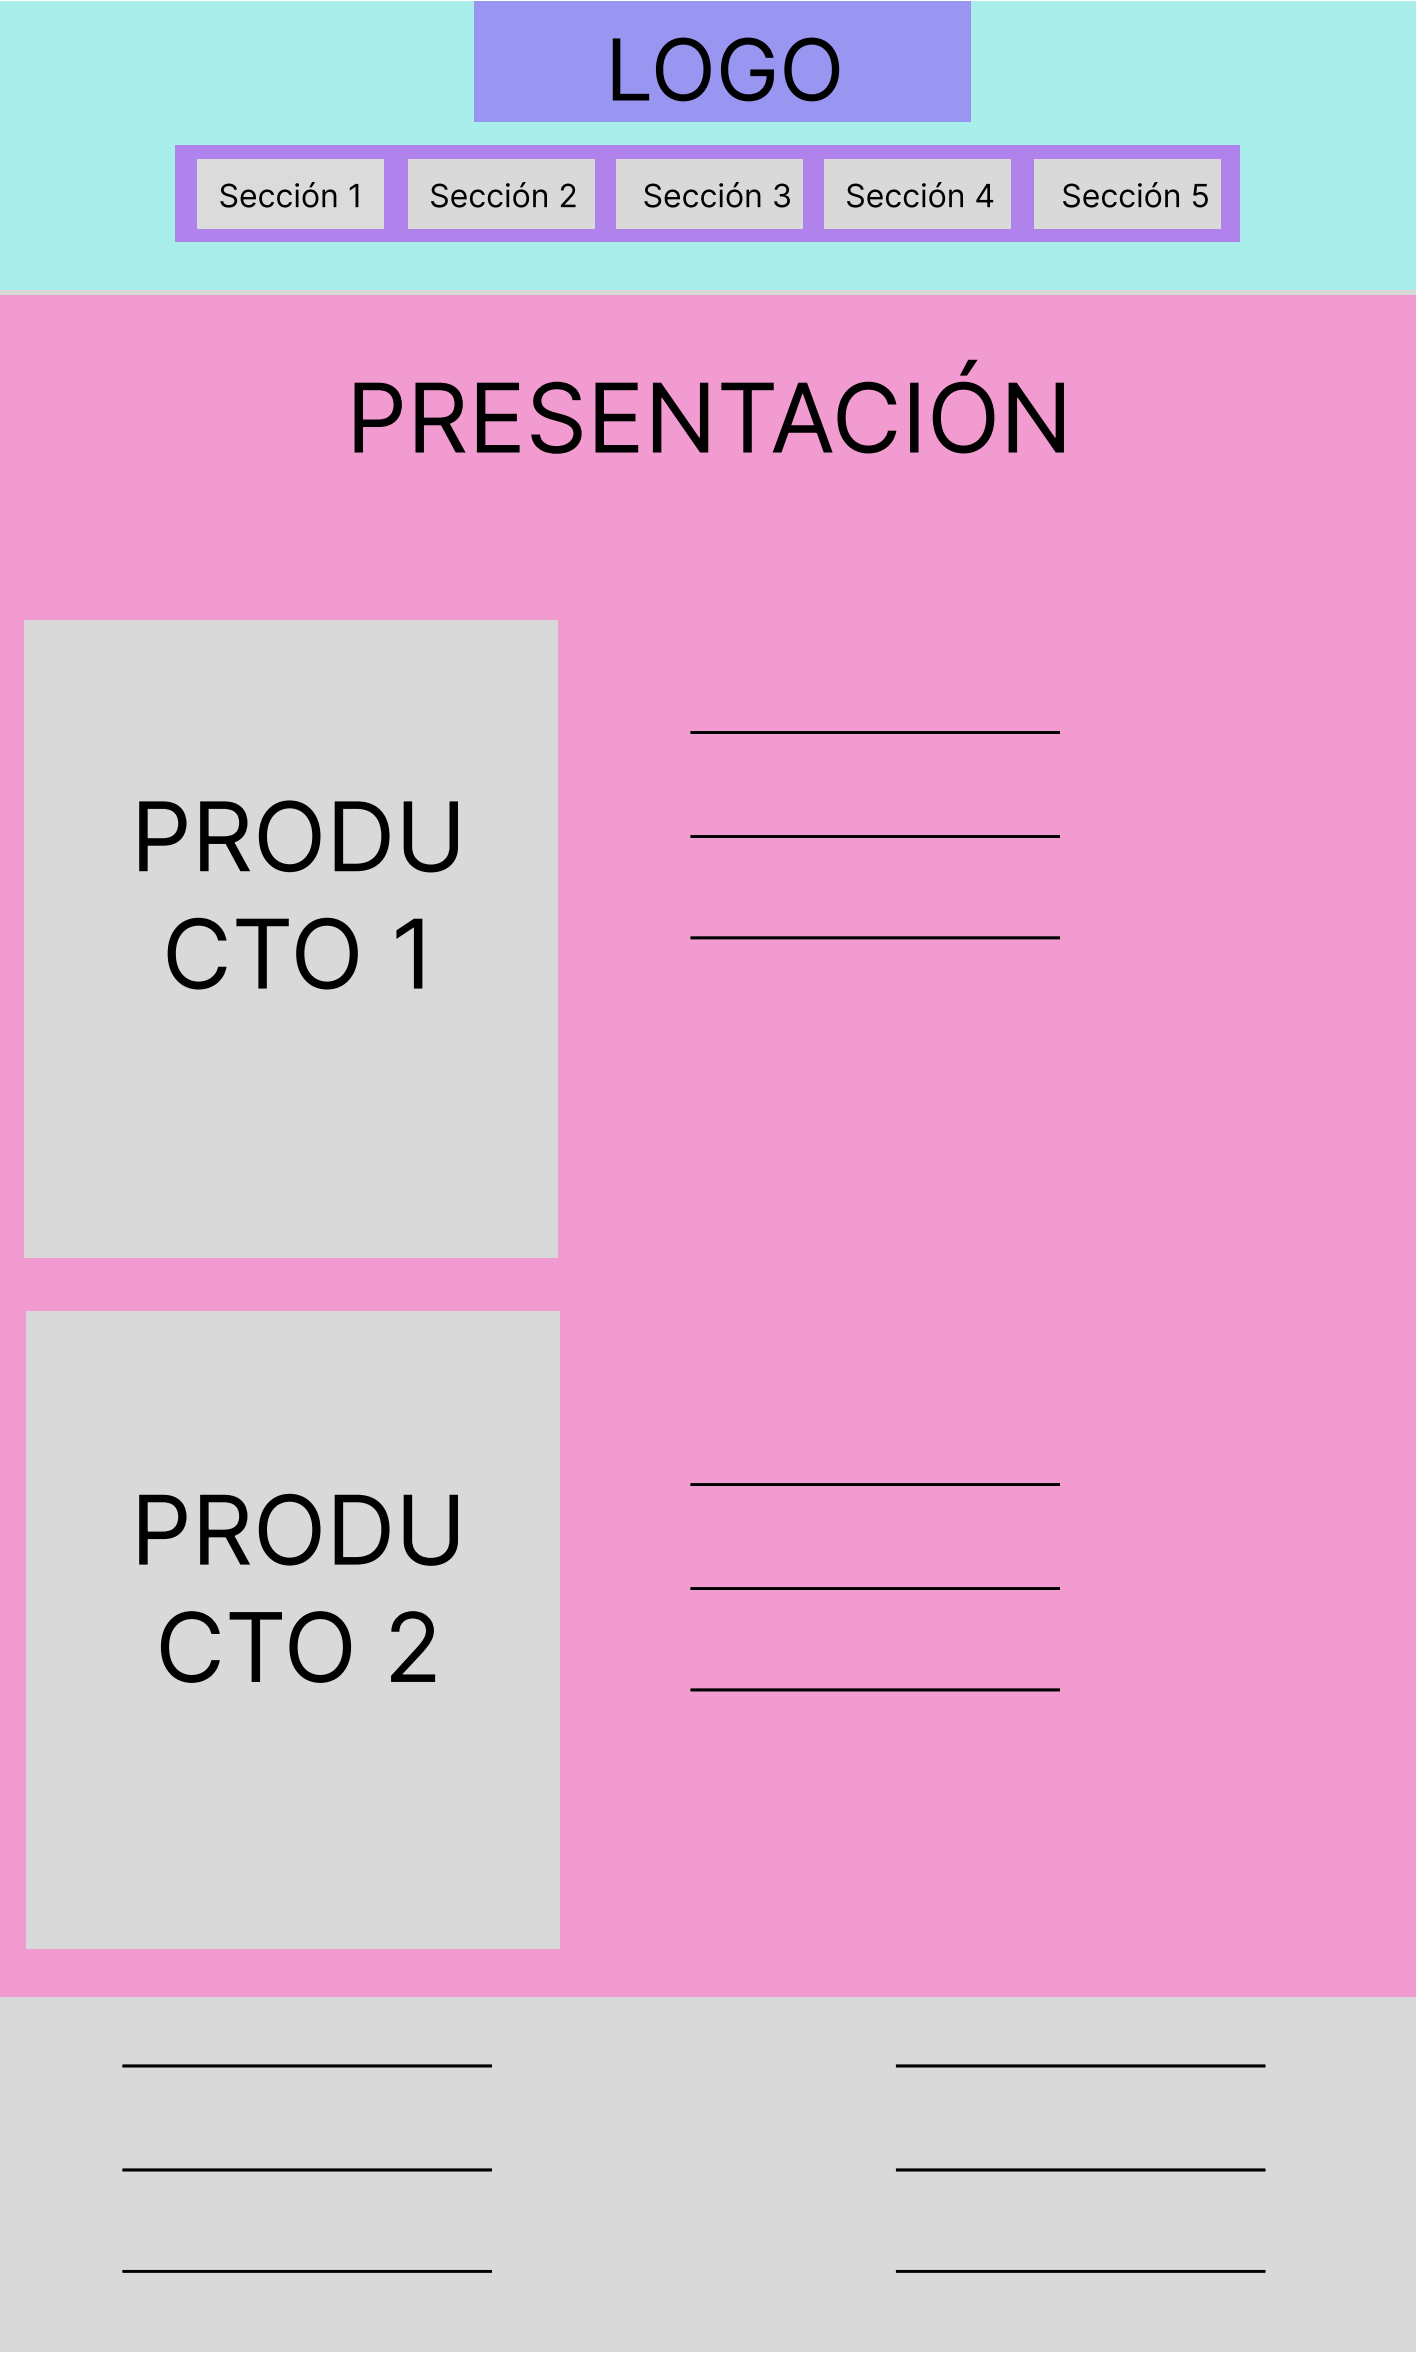 LOGO
Sección 1
Sección 2
Sección 3
Sección 4
Sección 5
PRESENTACIÓN
PRODU
CTO 1
PRODU
CTO 2